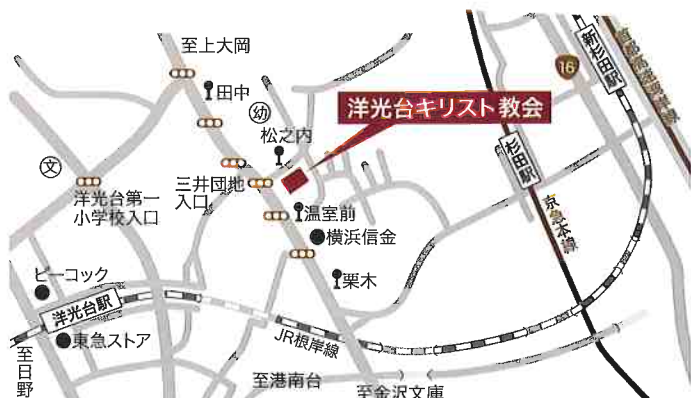 至上大岡
田中
幼
松之内
洋光台キリスト教会
16
新杉田駅
杉田駅
京急本線
文
洋光台第一
小学校入口
三井団地
入口
温室前
横浜信金
栗木
ピーコック
洋光台駅
東急ストア
至日野
JR根岸線
至港南台
至金沢文庫